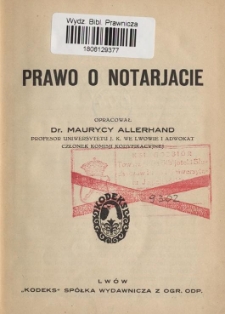 Wydz. Bibl. Prawnicza
1806129377
PRAWO O NOTARJACIE
OPRACOWAŁ
Dr. MAURYCY ALLERHAND
PROFESOR UNIWERSYTETU J. K. WE LWOWIE I ADWOKAT
CZŁONEK KOMISJI KODYFIKACYJNEJ
KODEKS
LWÓW
„KODEKS" SPÓŁKA WYDAWNICZA Z OGR. ODP.